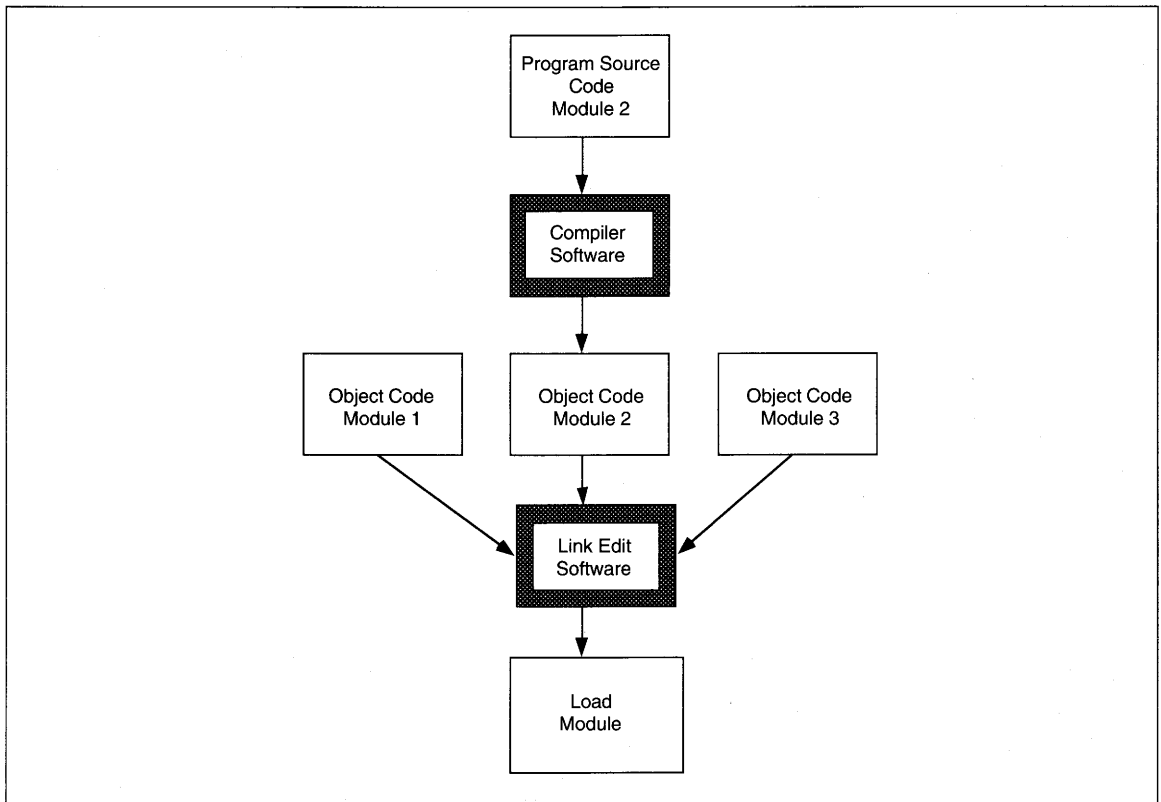 Program Source
Code
Module 2
Compiler
Software
Object Code
Module 1
Object Code
Module 2
Object Code
Module 3
Link Edit
Software
Load
Module